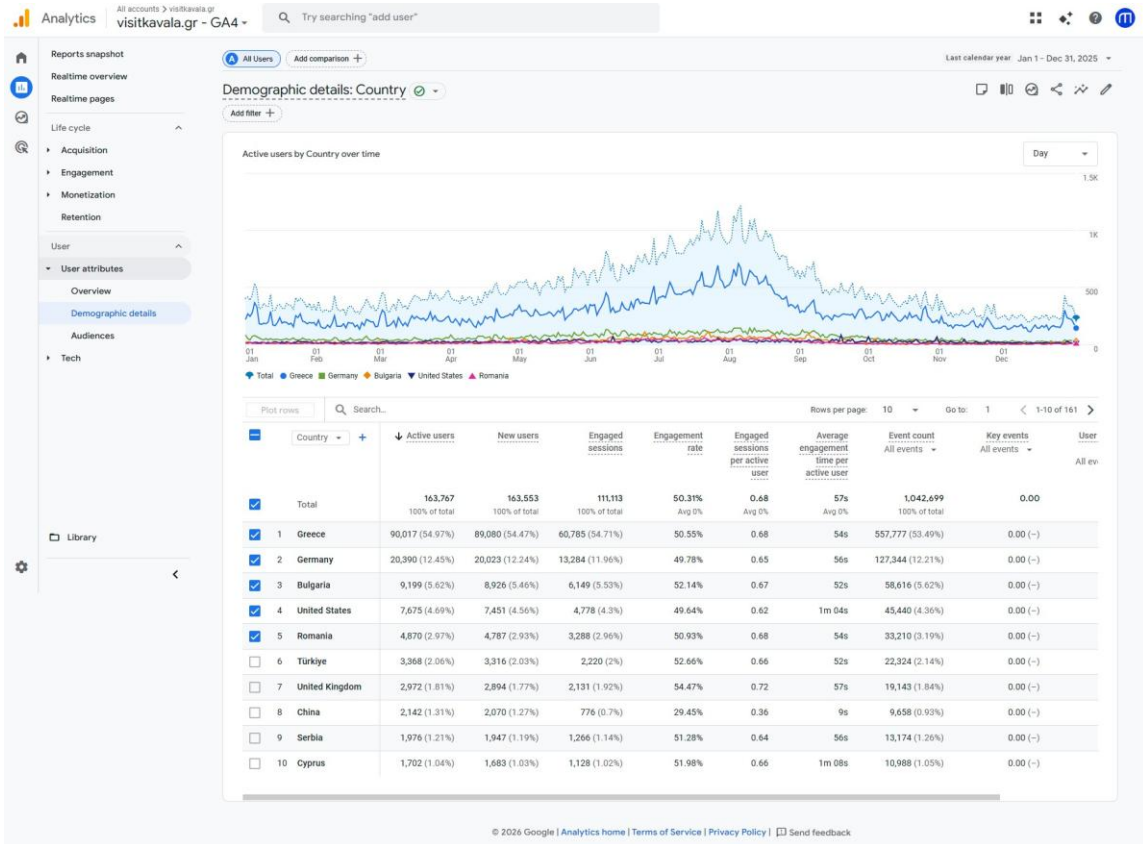 All accounts > visitkavala.gr
Analytics
visitkavala.gr - GA4
Try searching "add user"
Reports snapshot
Realtime overview
Realtime pages
Life cycle
Acquisition
Engagement
Monetization
Retention
User
User attributes
Overview
Demographic details
Audiences
Tech
Library
A All Users
Add comparison +
Last calendar year Jan 1 - Dec 31, 2025
Demographic details: Country
Add filter +
Active users by Country over time
Day
1.5K
1K
500
0
01 Jan
01 Feb
01 Mar
01 Apr
01 May
01 Jun
01 Jul
01 Aug
01 Sep
01 Oct
01 Nov
01 Dec
Total Greece Germany Bulgaria United States Romania
Plot rows
Search...
Rows per page: 10
Go to: 1
1-10 of 161
Country
+
Active users
New users
Engaged sessions
Engagement rate
Engaged sessions per active user
Average engagement time per active user
Event count
All events
Key events
All events
User
All ev
Total
163,767 163,553 111,113 50.31% 0.68 57s 1,042,699 0.00
100% of total 100% of total 100% of total Avg 0% Avg 0% Avg 0% 100% of total
1 Greece 90,017 (54.97%) 89,080 (54.47%) 60,785 (54.71%) 50.55% 0.68 54s 557,777 (53.49%) 0.00 (–)
2 Germany 20,390 (12.45%) 20,023 (12.24%) 13,284 (11.96%) 49.78% 0.65 56s 127,344 (12.21%) 0.00 (–)
3 Bulgaria 9,199 (5.62%) 8,926 (5.46%) 6,149 (5.53%) 52.14% 0.67 52s 58,616 (5.62%) 0.00 (–)
4 United States 7,675 (4.69%) 7,451 (4.56%) 4,778 (4.3%) 49.64% 0.62 1m 04s 45,440 (4.36%) 0.00 (–)
5 Romania 4,870 (2.97%) 4,787 (2.93%) 3,288 (2.96%) 50.93% 0.68 54s 33,210 (3.19%) 0.00 (–)
6 Türkiye 3,368 (2.06%) 3,316 (2.03%) 2,220 (2%) 52.66% 0.66 52s 22,324 (2.14%) 0.00 (–)
7 United Kingdom 2,972 (1.81%) 2,894 (1.77%) 2,131 (1.92%) 54.47% 0.72 57s 19,143 (1.84%) 0.00 (–)
8 China 2,142 (1.31%) 2,070 (1.27%) 776 (0.7%) 29.45% 0.36 9s 9,658 (0.93%) 0.00 (–)
9 Serbia 1,976 (1.21%) 1,947 (1.19%) 1,266 (1.14%) 51.28% 0.64 56s 13,174 (1.26%) 0.00 (–)
10 Cyprus 1,702 (1.04%) 1,683 (1.03%) 1,128 (1.02%) 51.98% 0.66 1m 08s 10,988 (1.05%) 0.00 (–)
© 2026 Google | Analytics home | Terms of Service | Privacy Policy | Send feedback